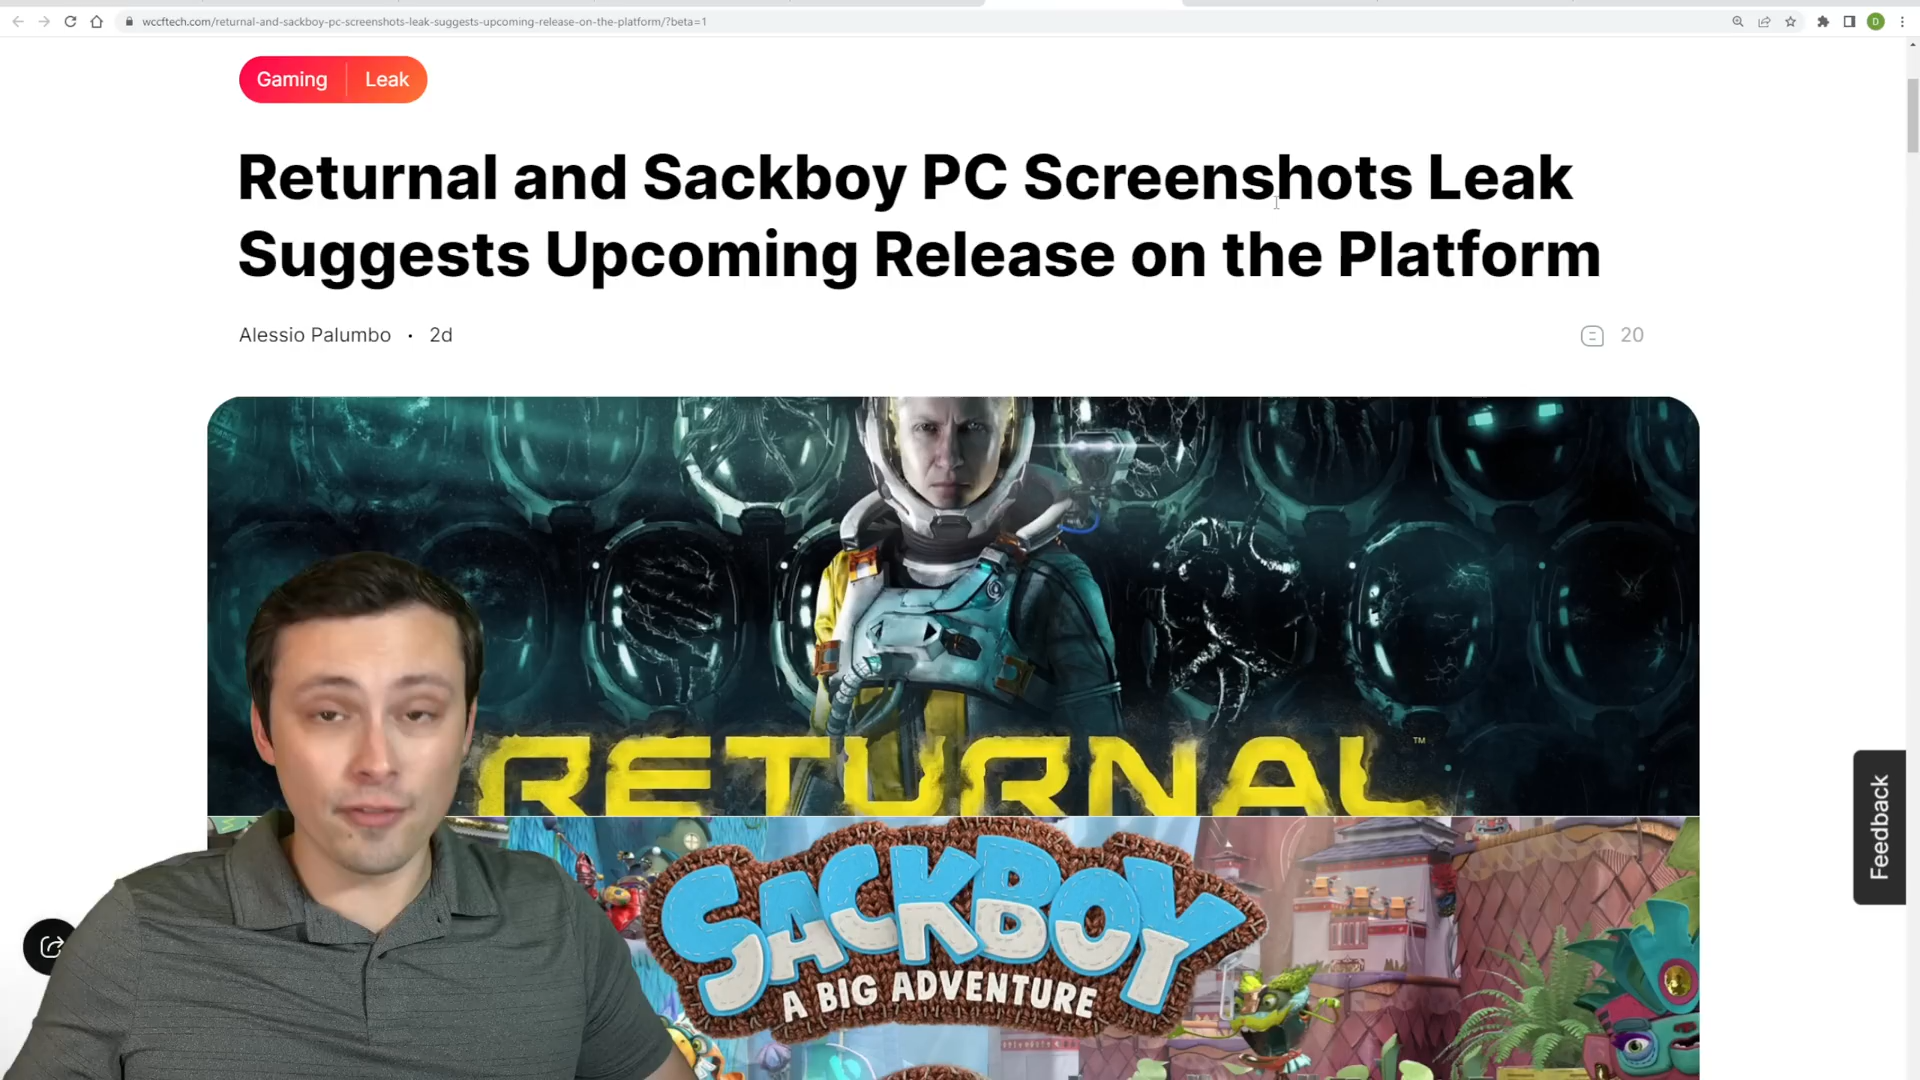 wccftech.com/returnal-and-sackboy-pc-screenshots-leak-suggests-upcoming-release-on-the-platform/?beta=1
D
Gaming
Leak
Returnal and Sackboy PC Screenshots Leak
Suggests Upcoming Release on the Platform
Alessio Palumbo • 2d
20
RETURNAL™
Feedback
SACKBOY
A BIG ADVENTURE